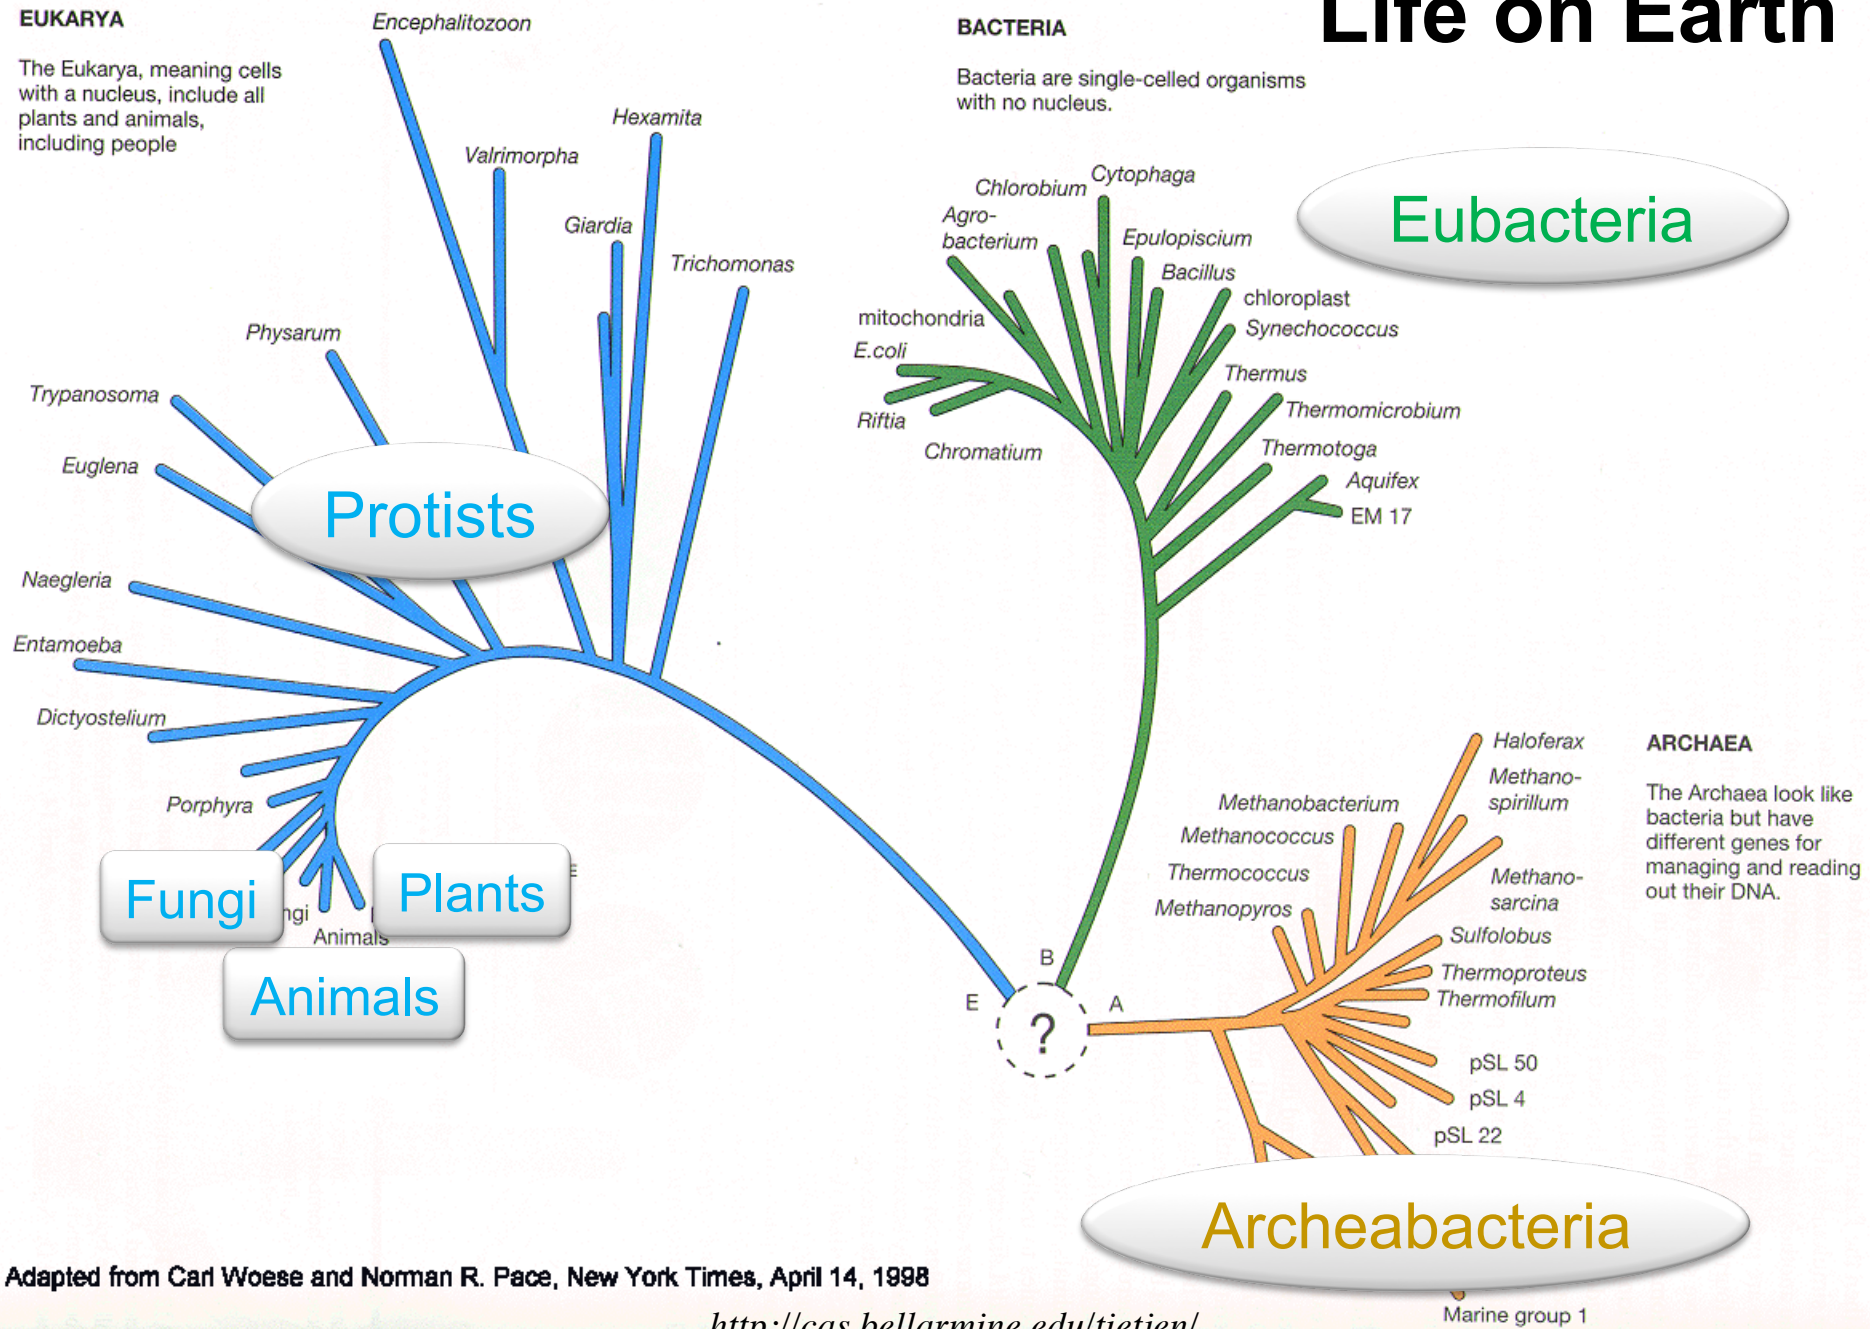 Life on Earth
EUKARYA
The Eukarya, meaning cells
with a nucleus, include all
plants and animals,
including people
Encephalitozoon
Valrimorpha
Hexamita
Giardia
Trichomonas
Physarum
Trypanosoma
Euglena
Protists
Naegleria
Entamoeba
Dictyostelium
Porphyra
Fungi
Plants
Animals
Animals
BACTERIA
Bacteria are single-celled organisms
with no nucleus.
Eubacteria
Cytophaga
Chlorobium
Agro-
bacterium
Epulopiscium
Bacillus
chloroplast
mitochondria
Synechococcus
E.coli
Thermus
Riftia
Thermomicrobium
Chromatium
Thermotoga
Aquifex
EM 17
B
E
A
?
ARCHAEA
The Archaea look like
bacteria but have
different genes for
managing and reading
out their DNA.
Haloferax
Methano-
spirillum
Methanobacterium
Methanococcus
Thermococcus
Methanopyros
Methano-
sarcina
Sulfolobus
Thermoproteus
Thermofilum
pSL 50
pSL 4
pSL 22
Archeabacteria
Marine group 1
Adapted from Carl Woese and Norman R. Pace, New York Times, April 14, 1998
http://cas.bellarmine.edu/tietjen/